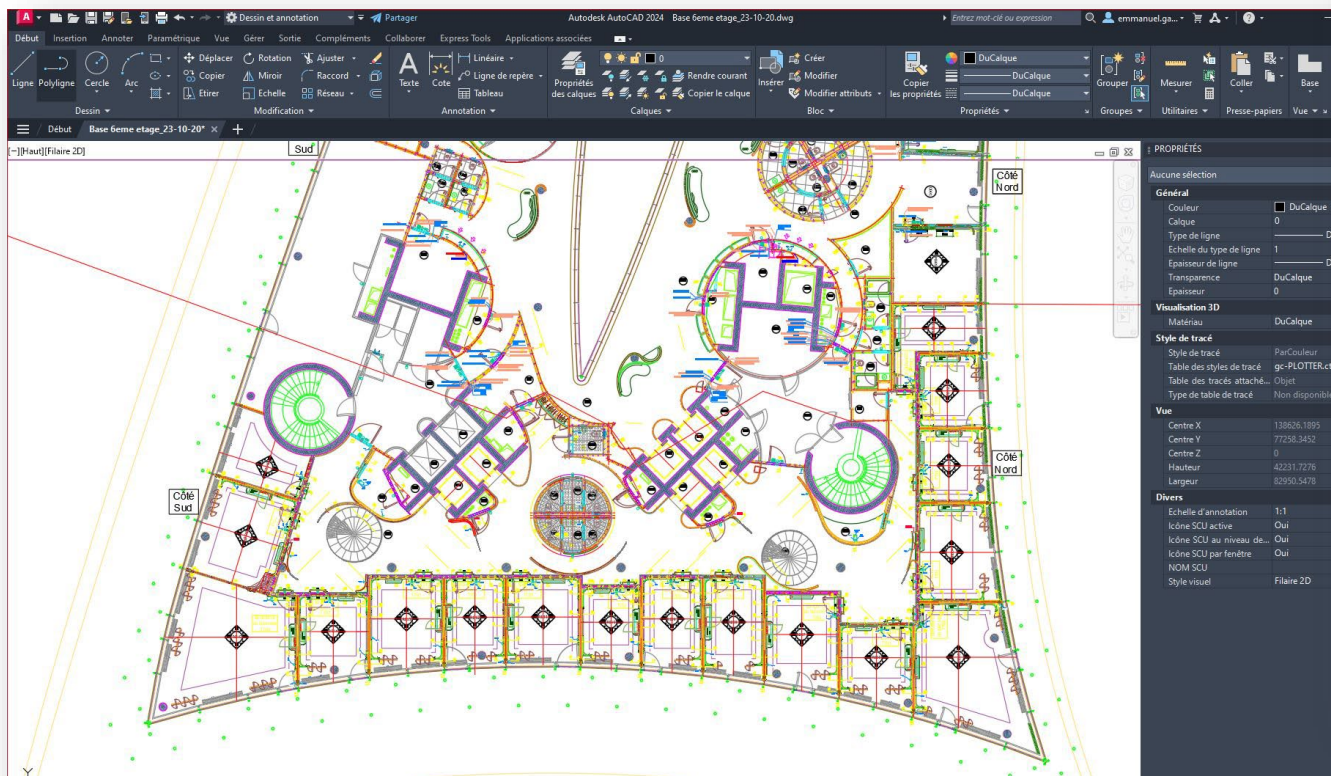 Dessin et annotation
Partager
Autodesk AutoCAD 2024 Base 6eme etage_23-10-20.dwg
Entrez mot-clé ou expression
emmanuel.ga...
Début Insertion Annoter Paramétrique Vue Gérer Sortie Compléments Collaborer Express Tools Applications associées
Ligne Polyligne Cercle Arc
Déplacer Rotation Ajuster
Copier Miroir Raccord
Etirer Echelle Réseau
Texte Cote
Linéaire
Ligne de repère
Tableau
Propriétés des calques
0
Rendre courant
Copier le calque
Insérer
Créer
Modifier
Modifier attributs
Copier les propriétés
DuCalque
DuCalque
DuCalque
Grouper
Mesurer
Coller
Base
Dessin Modification Annotation Calques Bloc Propriétés Groupes Utilitaires Presse-papiers Vue
Début Base 6eme etage_23-10-20*
[−][Haut][Filaire 2D]
Sud
Côté
Nord
Côté
Nord
Côté
Sud
Y
PROPRIÉTÉS
Aucune sélection
Général
Couleur DuCalque
Calque 0
Type de ligne D
Echelle du type de ligne 1
Epaisseur de ligne D
Transparence DuCalque
Epaisseur 0
Visualisation 3D
Matériau DuCalque
Style de tracé
Style de tracé ParCouleur
Table des styles de tracé gc-PLOTTER.ct
Table des tracés attaché... Objet
Type de table de tracé Non disponible
Vue
Centre X 138626.1895
Centre Y 77258.3452
Centre Z 0
Hauteur 42231.7276
Largeur 82950.5478
Divers
Echelle d'annotation 1:1
Icône SCU active Oui
Icône SCU au niveau de... Oui
Icône SCU par fenêtre Oui
NOM SCU
Style visuel Filaire 2D